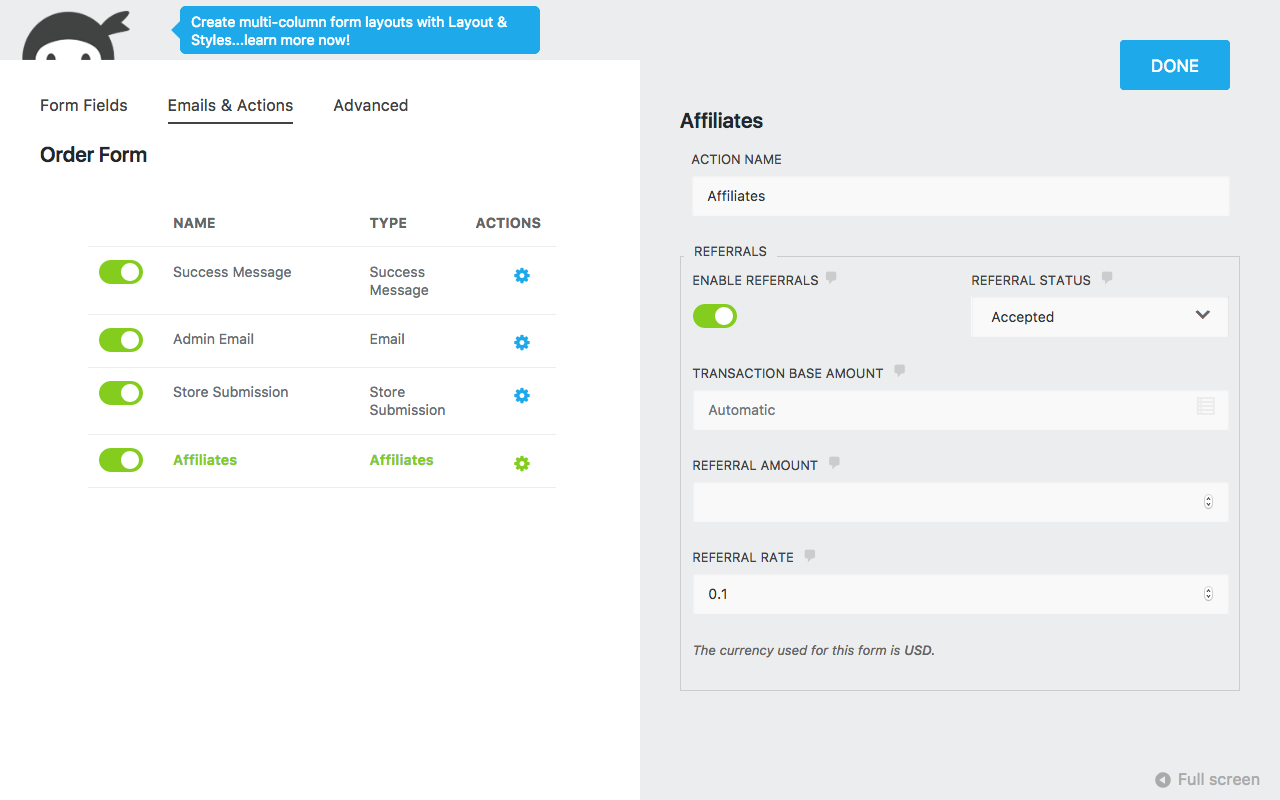 Create multi-column form layouts with Layout &
Styles...learn more now!
DONE
Form Fields
Emails & Actions
Advanced
Order Form
NAME
TYPE
ACTIONS
Success Message
Success
Message
Admin Email
Email
Store Submission
Store
Submission
Affiliates
Affiliates
Affiliates
ACTION NAME
Affiliates
REFERRALS
ENABLE REFERRALS
REFERRAL STATUS
Accepted
TRANSACTION BASE AMOUNT
Automatic
REFERRAL AMOUNT
REFERRAL RATE
0.1
The currency used for this form is USD.
Full screen